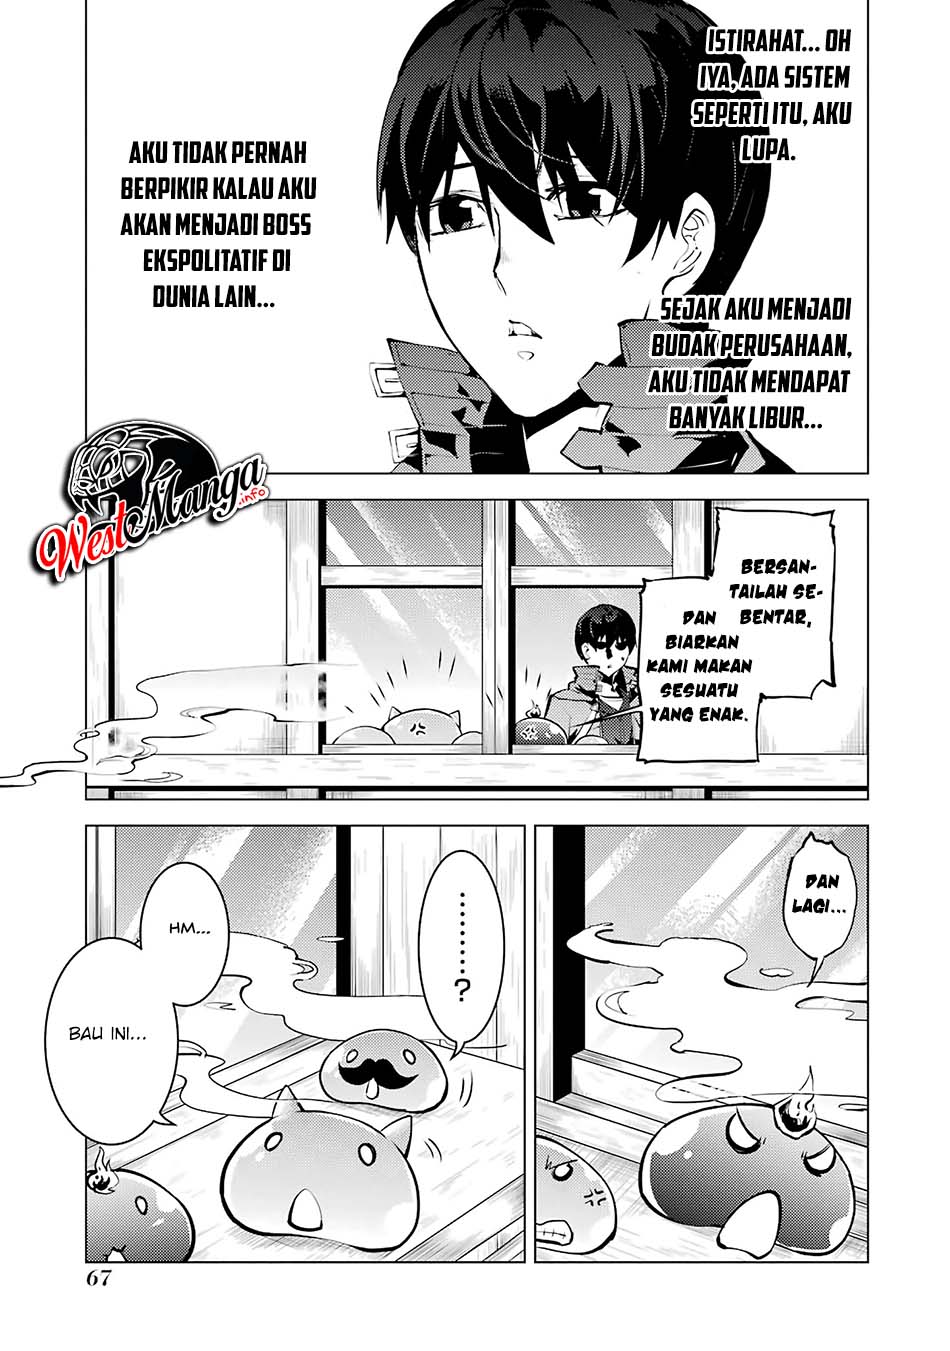 ISTIRAHAT... OH
IYA, ADA SISTEM
SEPERTI ITU, AKU
LUPA.
SEJAK AKU MENJADI
BUDAK PERUSAHAAN,
AKU TIDAK MENDAPAT
BANYAK LIBUR...
AKU TIDAK PERNAH
BERPIKIR KALAU AKU
AKAN MENJADI BOSS
EKSPOLITATIF DI
DUNIA LAIN...
WestManga
.info
BERSAN-
TAILAH SE-
BENTAR,
DAN
BIARKAN
KAMI MAKAN
SESUATU
YANG ENAK.
DAN
LAGI...
.........?
HM...
BAU INI...
67